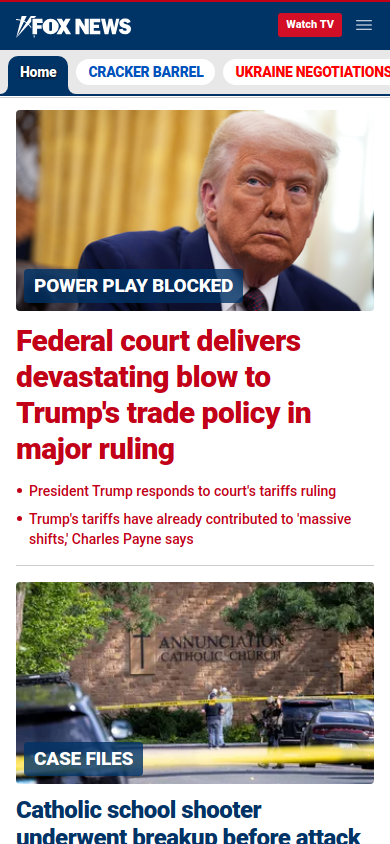 FOX NEWS
Watch TV
Home
CRACKER BARREL
UKRAINE NEGOTIATIONS
POWER PLAY BLOCKED
Federal court delivers
devastating blow to
Trump's trade policy in
major ruling
• President Trump responds to court's tariffs ruling
• Trump's tariffs have already contributed to 'massive
shifts,' Charles Payne says
ANNUNCIATION
CATHOLIC CHURCH
CASE FILES
Catholic school shooter
underwent breakup before attack